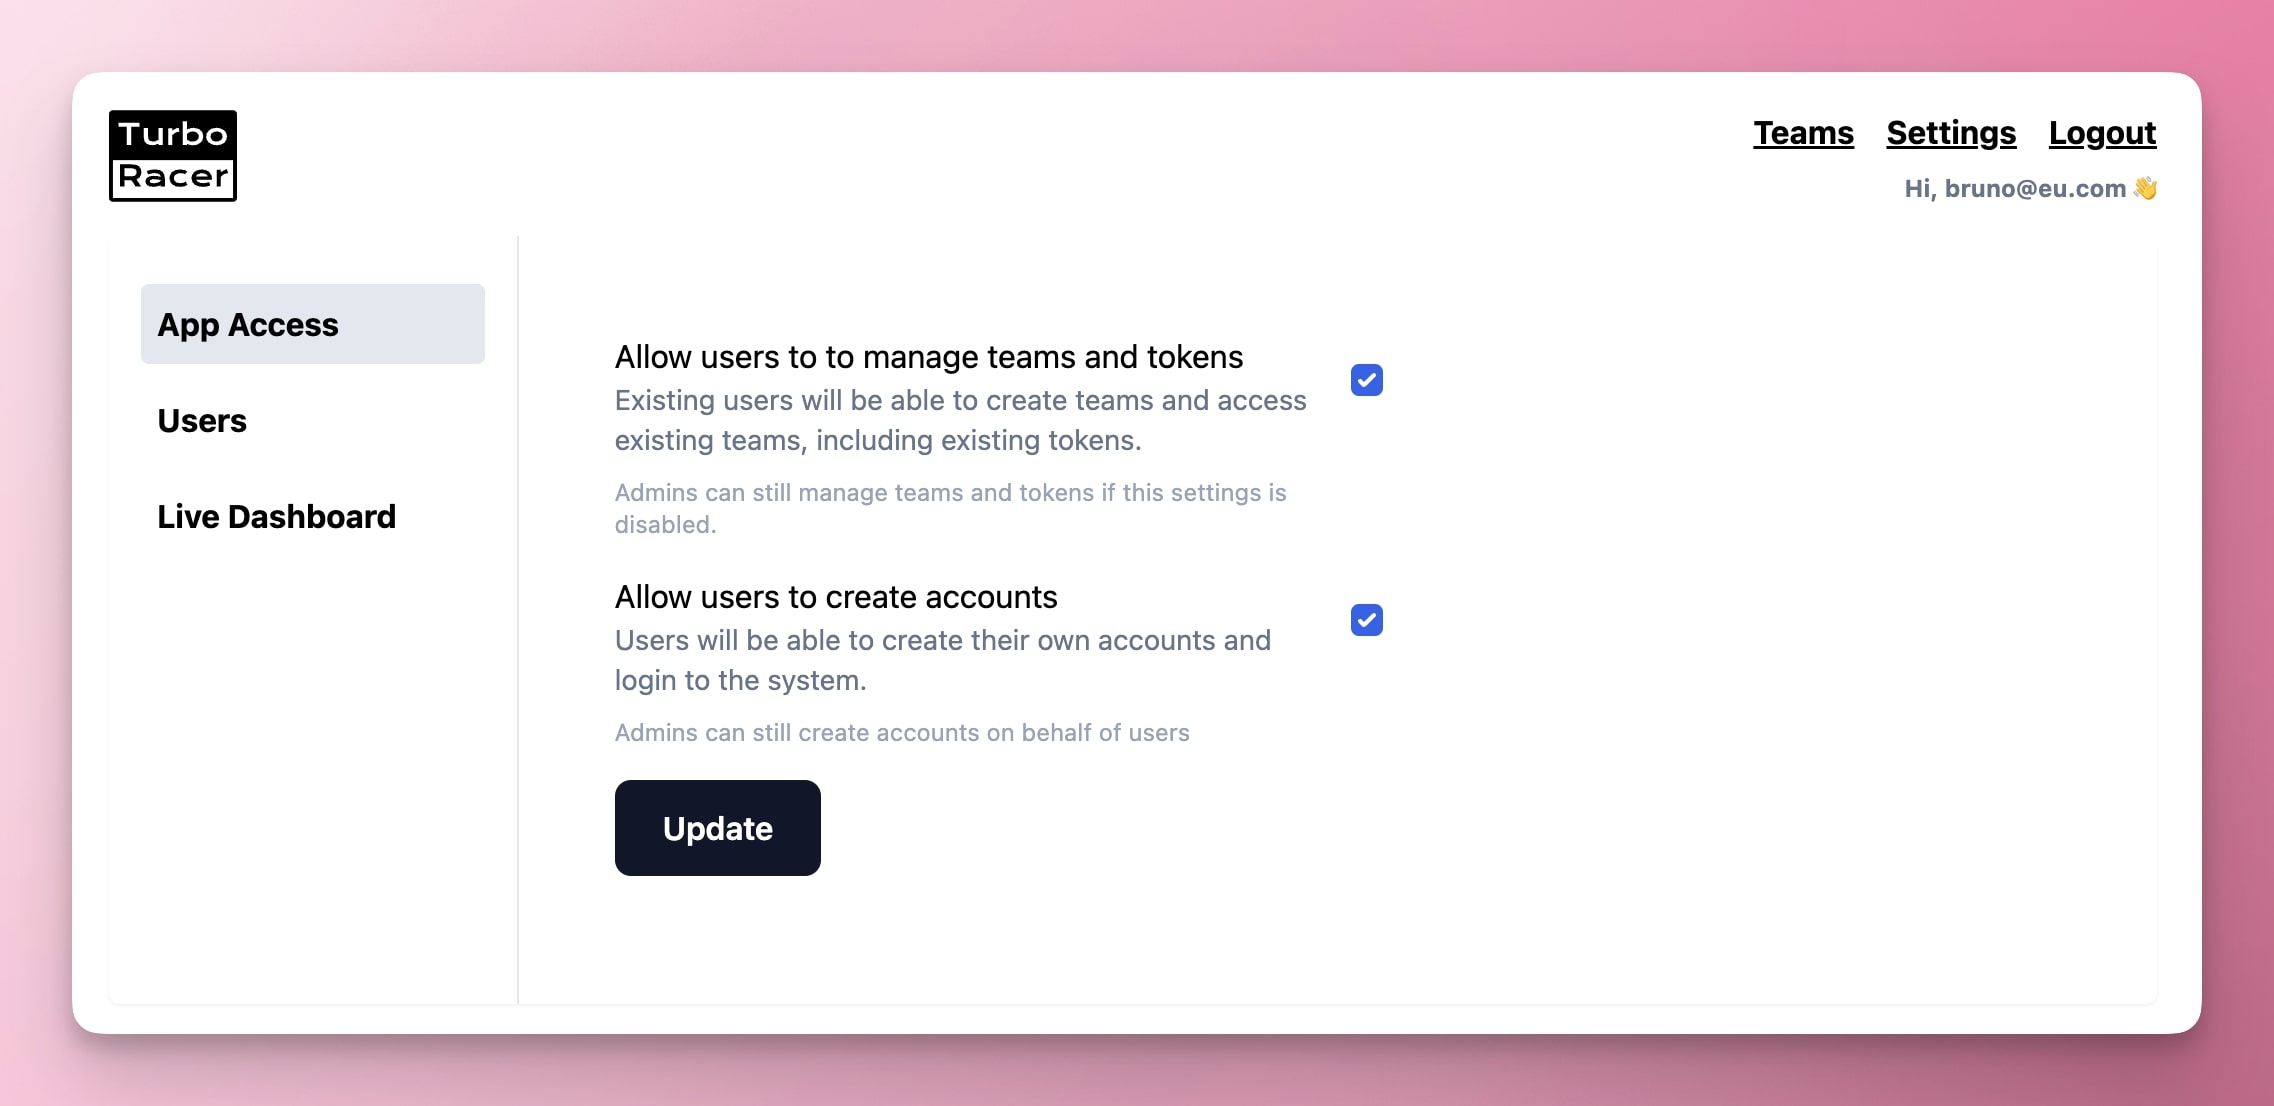 Turbo
Racer
Teams Settings Logout
Hi, bruno@eu.com 👋
App Access
Users
Live Dashboard
Allow users to to manage teams and tokens
Existing users will be able to create teams and access
existing teams, including existing tokens.
Admins can still manage teams and tokens if this settings is
disabled.
Allow users to create accounts
Users will be able to create their own accounts and
login to the system.
Admins can still create accounts on behalf of users
Update